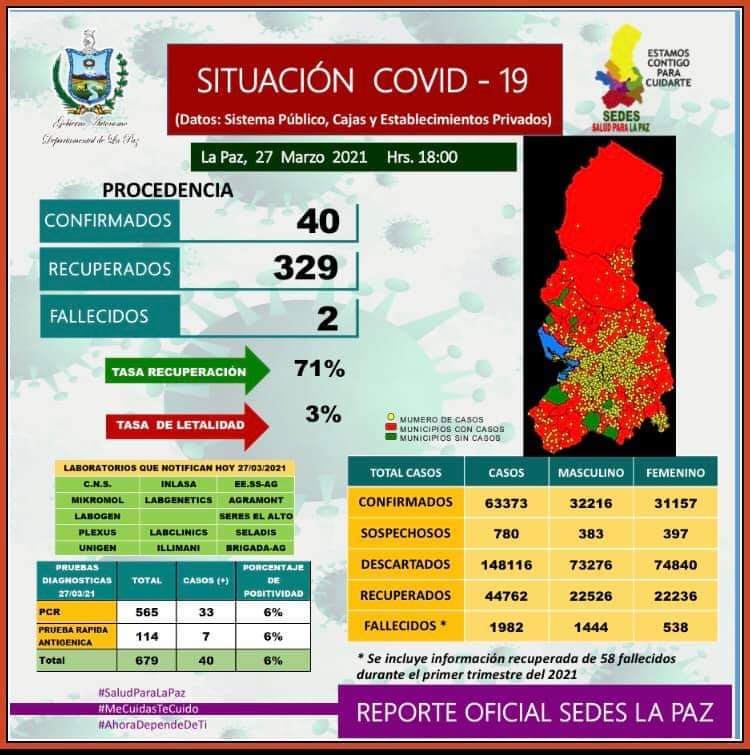 Gobierno Autónomo
Departamental de La Paz
SITUACIÓN COVID - 19
(Datos: Sistema Público, Cajas y Establecimientos Privados)
ESTAMOS
CONTIGO
PARA
CUIDARTE
SEDES
SALUD PARA LA PAZ
La Paz, 27 Marzo 2021 Hrs. 18:00
PROCEDENCIA
CONFIRMADOS 40
RECUPERADOS 329
FALLECIDOS 2
TASA RECUPERACIÓN 71%
TASA DE LETALIDAD 3%
MUMERO DE CASOS
MUNICIPIOS CON CASOS
MUNICIPIOS SIN CASOS
LABORATORIOS QUE NOTIFICAN HOY 27/03/2021
C.N.S. INLASA EE.SS-AG
MIKROMOL LABGENETICS AGRAMONT
LABOGEN SERES EL ALTO
PLEXUS LABCLINICS SELADIS
UNIGEN ILLIMANI BRIGADA-AG
PRUEBAS DIAGNOSTICAS 27/03/21 TOTAL CASOS (+) PORCENTAJE DE POSITIVIDAD
PCR 565 33 6%
PRUEBA RAPIDA ANTIGENICA 114 7 6%
Total 679 40 6%
TOTAL CASOS CASOS MASCULINO FEMENINO
CONFIRMADOS 63373 32216 31157
SOSPECHOSOS 780 383 397
DESCARTADOS 148116 73276 74840
RECUPERADOS 44762 22526 22236
FALLECIDOS * 1982 1444 538
* Se incluye información recuperada de 58 fallecidos
durante el primer trimestre del 2021
#SaludParaLaPaz
#MeCuidasTeCuido
#AhoraDependeDeTi
REPORTE OFICIAL SEDES LA PAZ